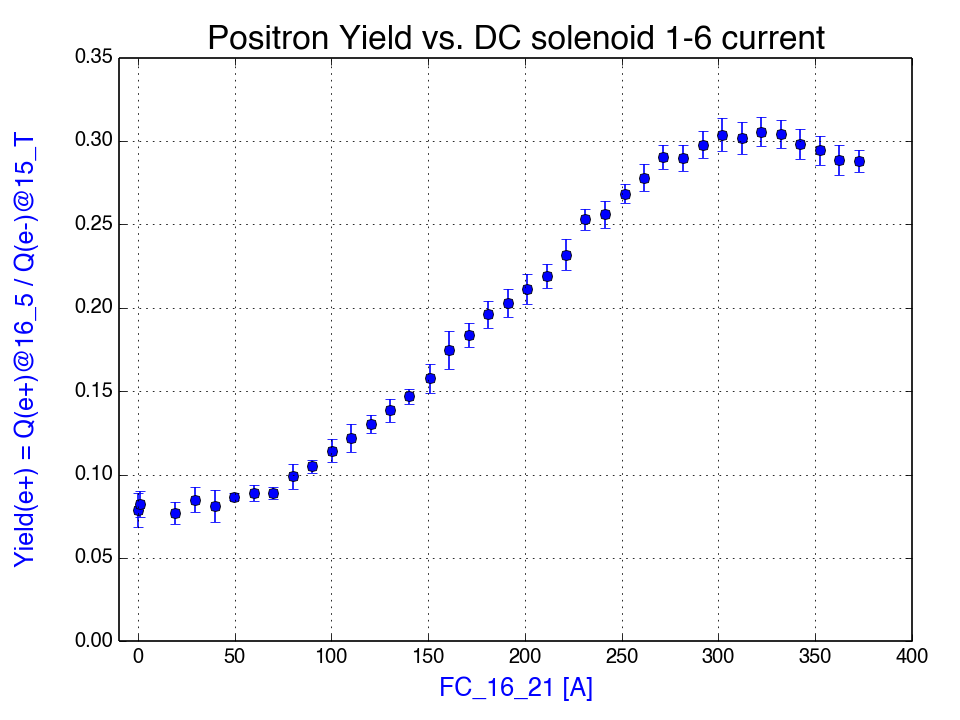 Positron Yield vs. DC solenoid 1-6 current
Yield(e+) = Q(e+)@16_5 / Q(e-)@15_T
0.35
0.30
0.25
0.20
0.15
0.10
0.05
0.00
0 50 100 150 200 250 300 350 400
FC_16_21 [A]